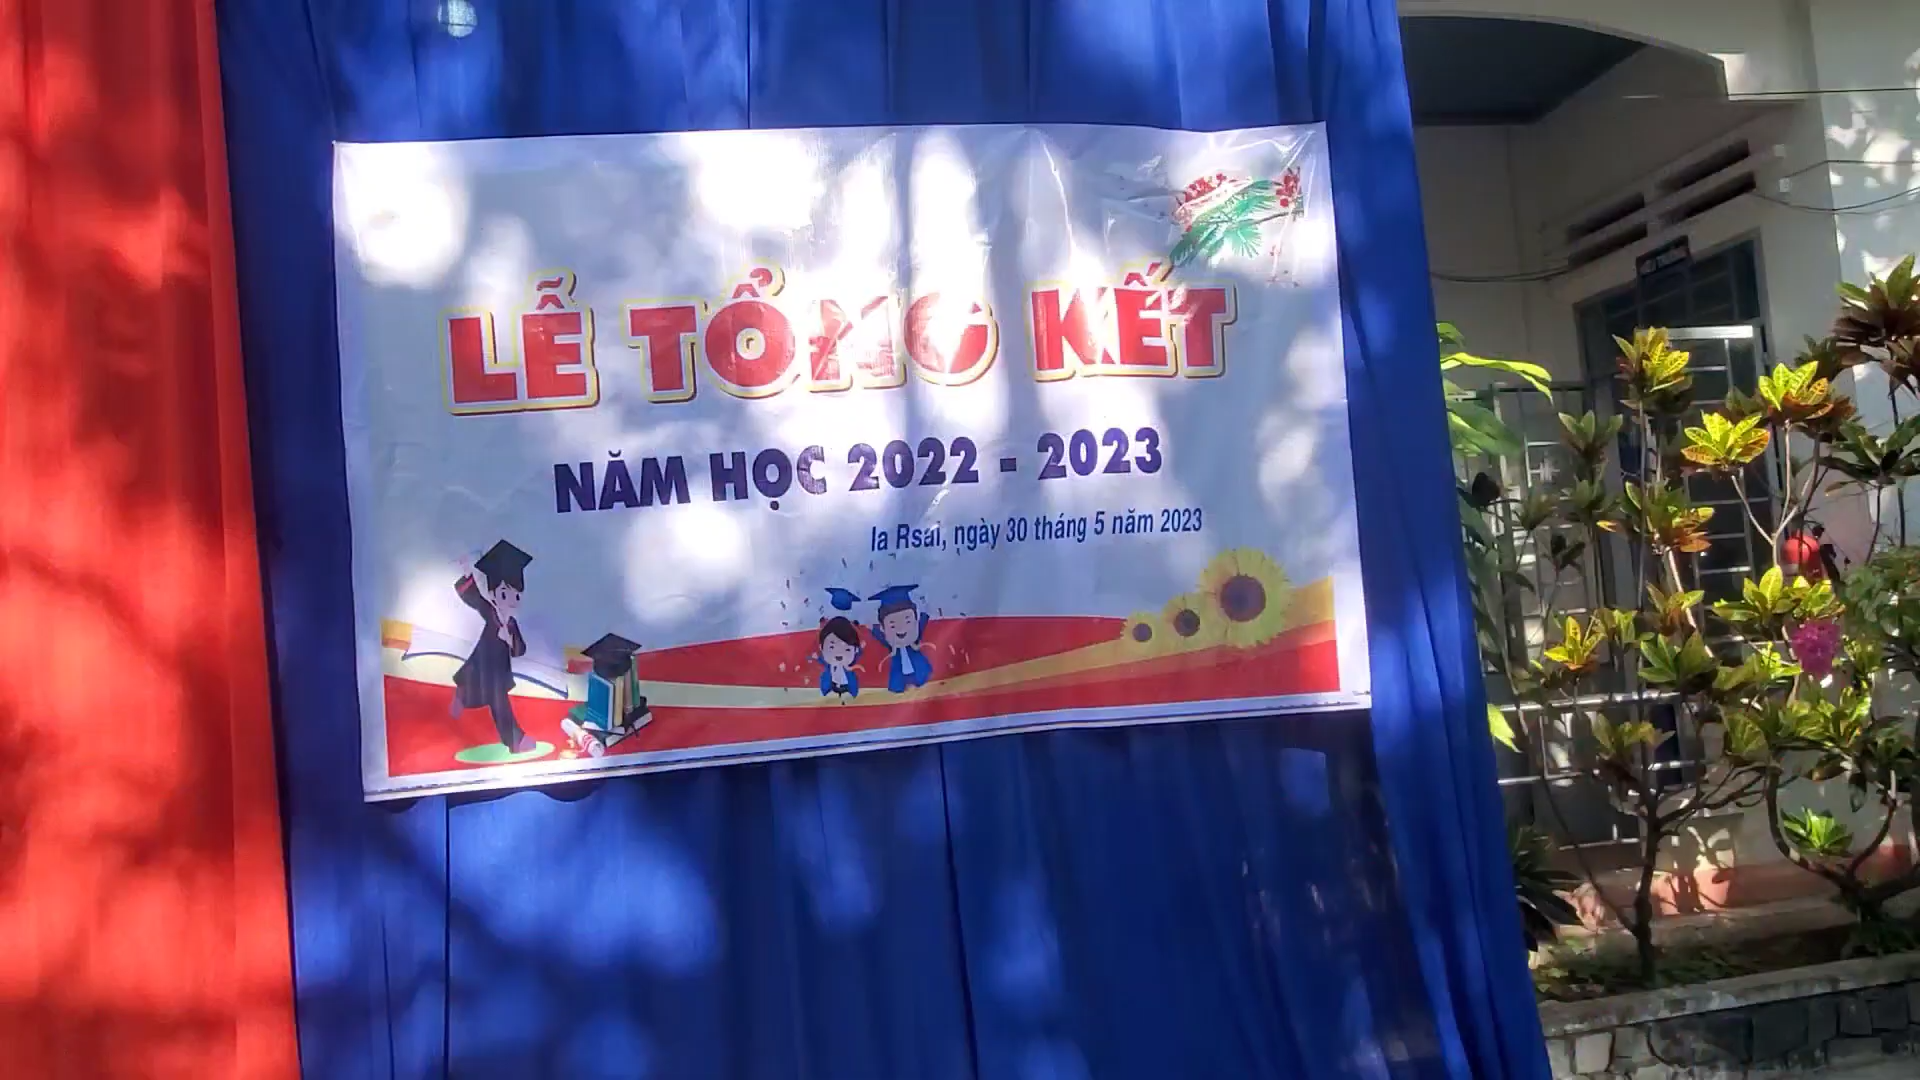 LỄ TỔNG KẾT
NĂM HỌC 2022 - 2023
Ia Rsai, ngày 30 tháng 5 năm 2023